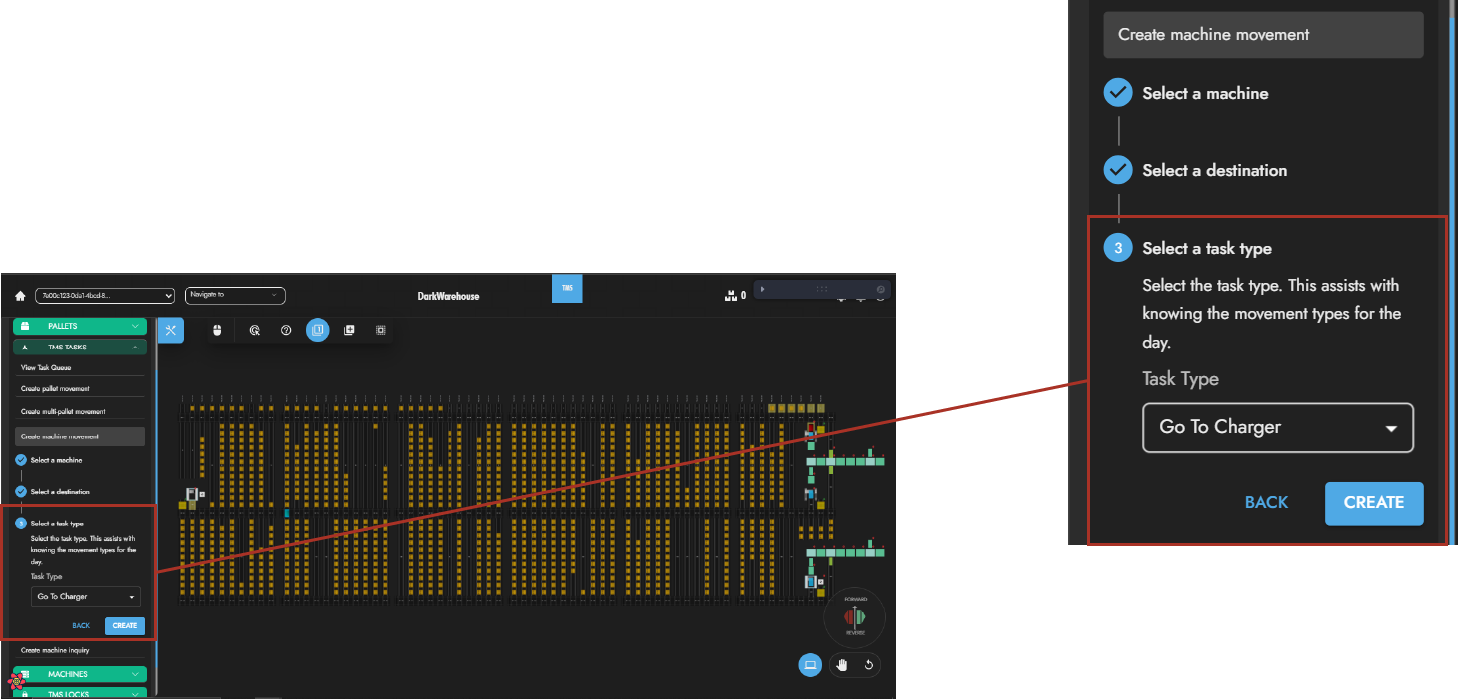 Create machine movement
Select a machine
Select a destination
3 Select a task type
Select the task type. This assists with
knowing the movement types for the
day.
Task Type
Go To Charger
BACK CREATE
Navigate to
DarkWarehouse
TMS
0
PALLETS
TMS TASKS
View Task Queue
Create pallet movement
Create multi-pallet movement
Create machine movement
Select a machine
Select a destination
3 Select a task type
Select the task type. This assists with
knowing the movement types for the
day.
Task Type
Go To Charger
BACK CREATE
Create machine inquiry
MACHINES
TMS LOCKS
FORWARD
REVERSE